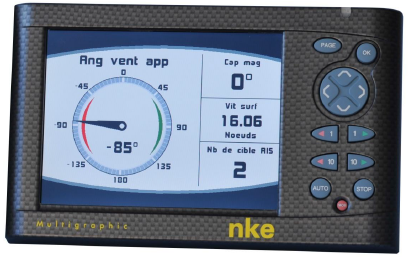 Ang vent app
0
-45
45
-90
90
-85°
-135
135
180
Cap mag
0°
Vit surf
16.06
Noeuds
Nb de cible AIS
2
PAGE
OK
1
1
10
10
AUTO
STOP
Multigraphic
nke